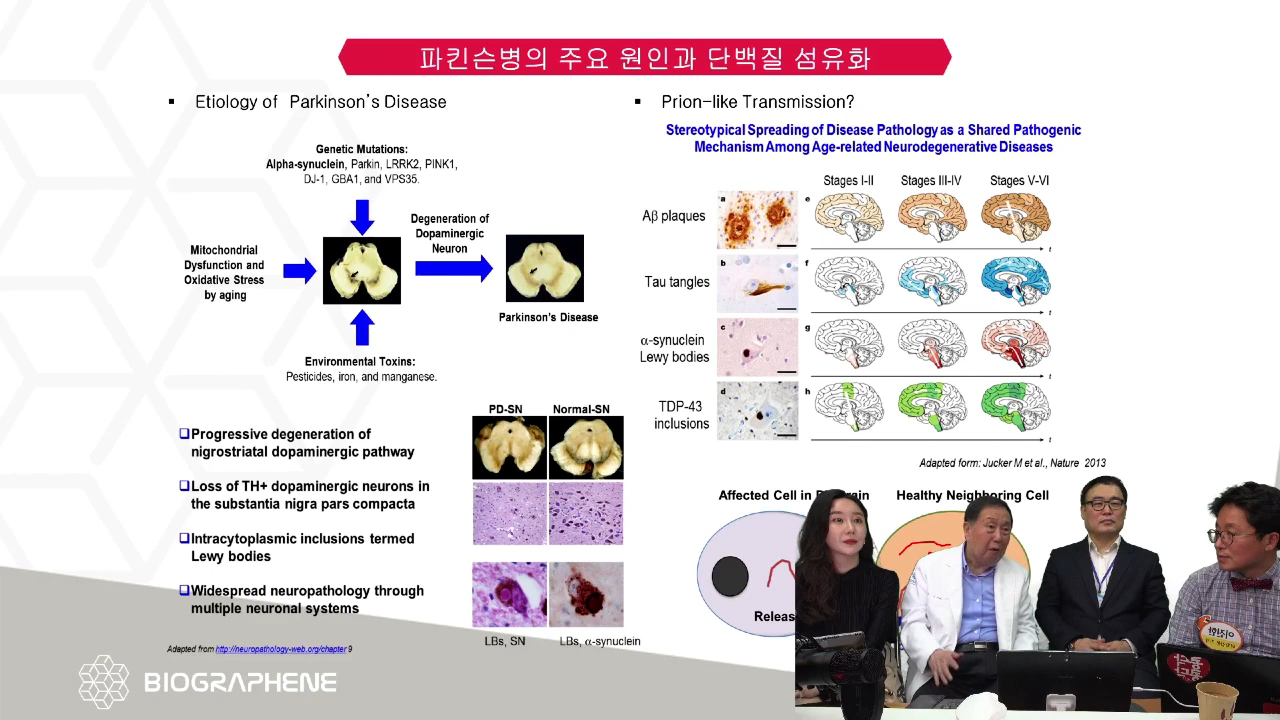 파킨슨병의 주요 원인과 단백질 섬유화
▪ Etiology of Parkinson's Disease
Genetic Mutations:
Alpha-synuclein, Parkin, LRRK2, PINK1,
DJ-1, GBA1, and VPS35.
Mitochondrial
Dysfunction and
Oxidative Stress
by aging
Degeneration of
Dopaminergic
Neuron
Parkinson's Disease
Environmental Toxins:
Pesticides, iron, and manganese.
PD-SN Normal-SN
❑Progressive degeneration of
nigrostriatal dopaminergic pathway
❑Loss of TH+ dopaminergic neurons in
the substantia nigra pars compacta
❑Intracytoplasmic inclusions termed
Lewy bodies
❑Widespread neuropathology through
multiple neuronal systems
LBs, SN LBs, α-synuclein
Adapted from http://neuropathology-web.org/chapter 9
BIOGRAPHENE
▪ Prion-like Transmission?
Stereotypical Spreading of Disease Pathology as a Shared Pathogenic
Mechanism Among Age-related Neurodegenerative Diseases
Stages I-II Stages III-IV Stages V-VI
Aβ plaques
a e
t
Tau tangles
b f
t
α-synuclein
Lewy bodies
c g
t
TDP-43
inclusions
d h
t
Adapted form: Jucker M et al., Nature 2013
Affected Cell in Healthy Neighboring Cell
Releas